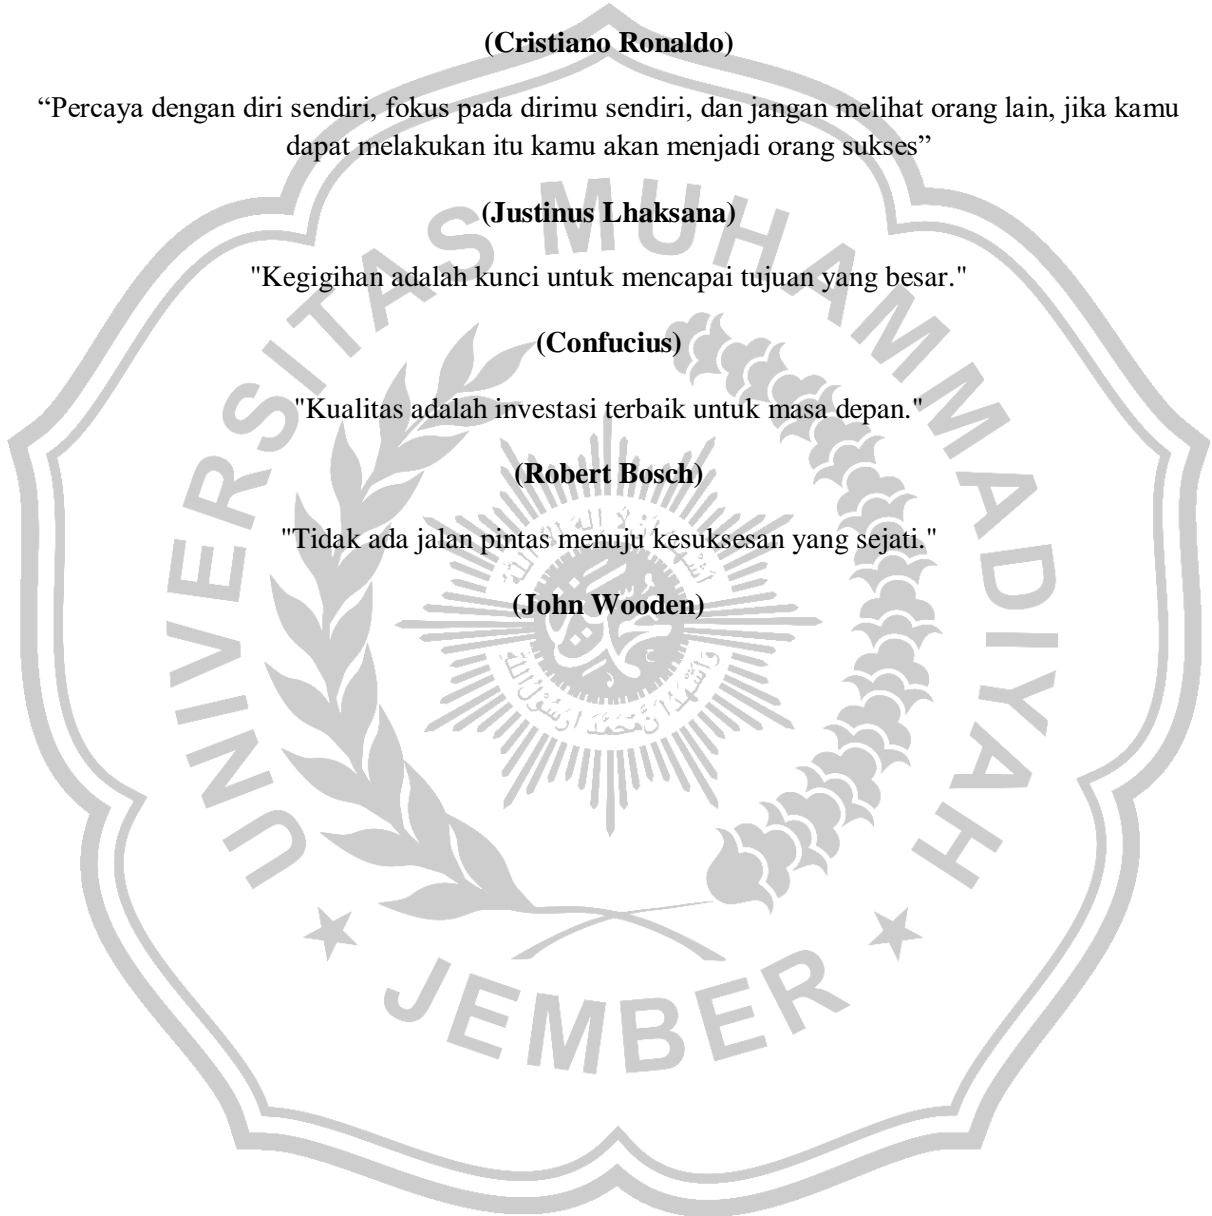 (Cristiano Ronaldo)
“Percaya dengan diri sendiri, fokus pada dirimu sendiri, dan jangan melihat orang lain, jika kamu
dapat melakukan itu kamu akan menjadi orang sukses”
(Justinus Lhaksana)
"Kegigihan adalah kunci untuk mencapai tujuan yang besar."
(Confucius)
"Kualitas adalah investasi terbaik untuk masa depan."
(Robert Bosch)
"Tidak ada jalan pintas menuju kesuksesan yang sejati."
(John Wooden)
UNIVERSITAS MUHAMMADIYAH
JEMBER